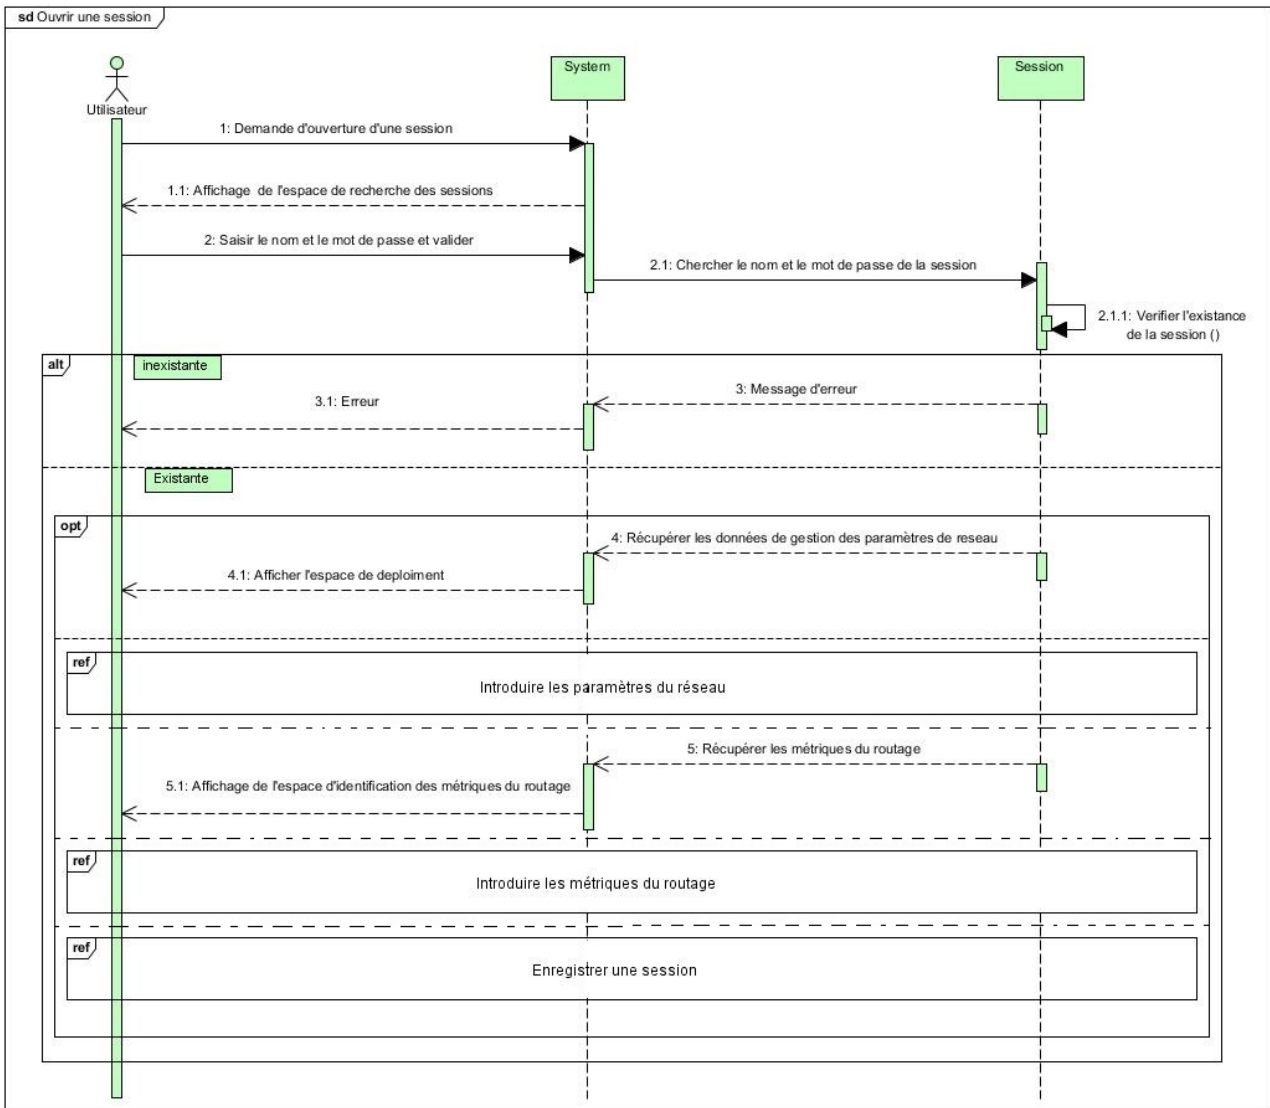 sd Ouvrir une session
System
Session
Utilisateur
1: Demande d'ouverture d'une session
1.1: Affichage de l'espace de recherche des sessions
2: Saisir le nom et le mot de passe et valider
2.1: Chercher le nom et le mot de passe de la session
2.1.1: Verifier l'existance
de la session ()
alt
inexistante
3: Message d'erreur
3.1: Erreur
Existante
opt
4: Récupérer les données de gestion des paramètres de reseau
4.1: Afficher l'espace de deploiment
ref
Introduire les paramètres du réseau
5: Récupérer les métriques du routage
5.1: Affichage de l'espace d'identification des métriques du routage
ref
Introduire les métriques du routage
ref
Enregistrer une session